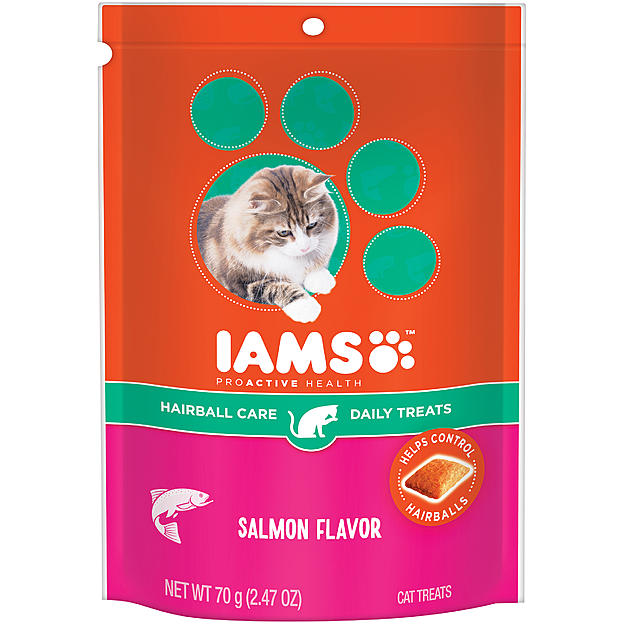 IAMS™
PROACTIVE HEALTH
HAIRBALL CARE DAILY TREATS
HELPS CONTROL
HAIRBALLS
SALMON FLAVOR
NET WT 70 g (2.47 OZ)
CAT TREATS